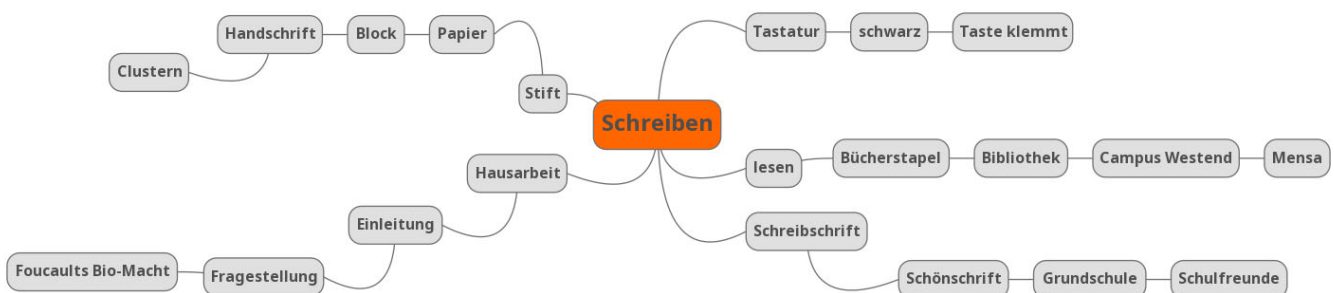 Schreiben
Tastatur
schwarz
Taste klemmt
lesen
Bücherstapel
Bibliothek
Campus Westend
Mensa
Schreibschrift
Schönschrift
Grundschule
Schulfreunde
Stift
Papier
Block
Handschrift
Clustern
Hausarbeit
Einleitung
Fragestellung
Foucaults Bio-Macht